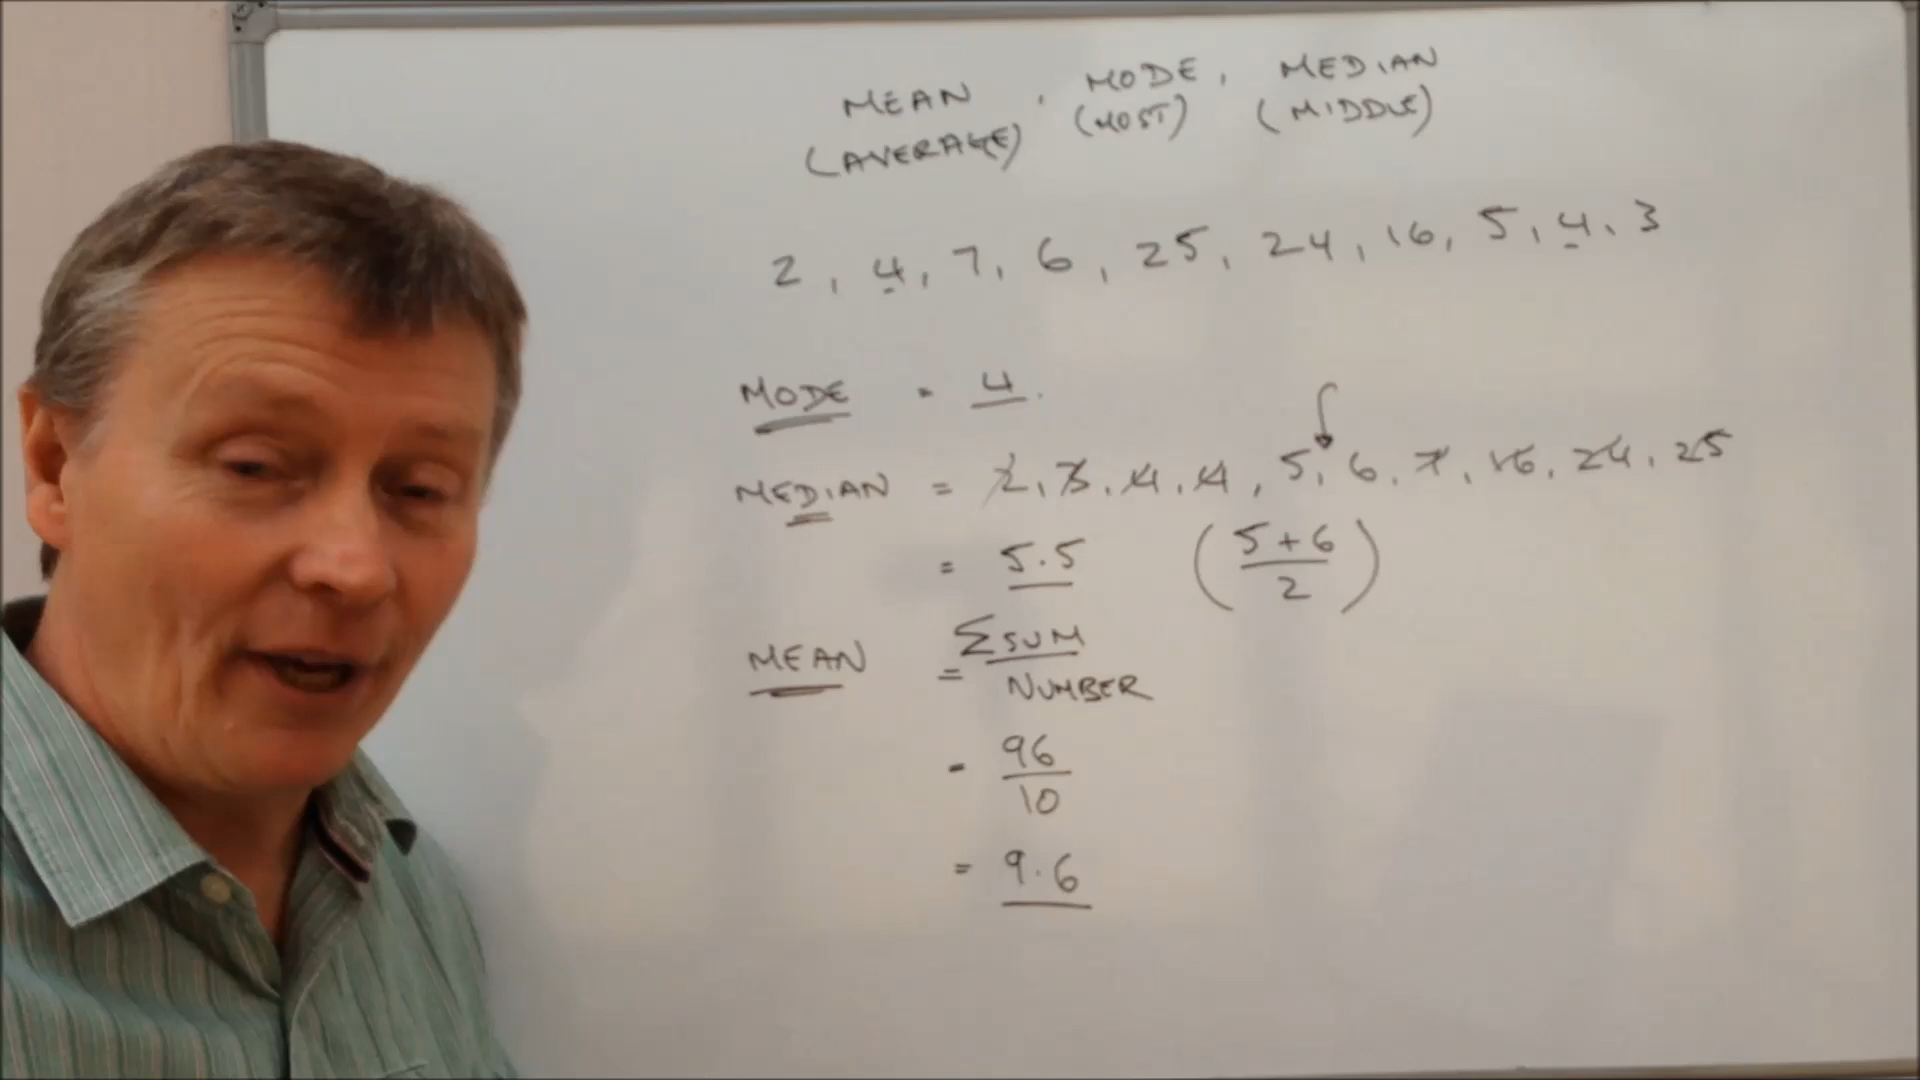 MEAN, MODE, MEDIAN
(AVERAGE) (MOST) (MIDDLE)
2, 4, 7, 6, 25, 24, 16, 5, 4, 3
MODE = 4.
MEDIAN = 2, 3, 4, 4, 5, 6, 7, 16, 24, 25
= 5.5 (5+6/2)
MEAN = ΣSUM/NUMBER
= 96/10
= 9.6